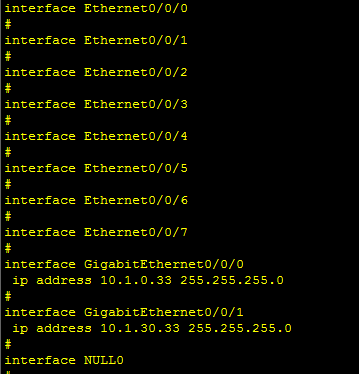 interface Ethernet0/0/0
#
interface Ethernet0/0/1
#
interface Ethernet0/0/2
#
interface Ethernet0/0/3
#
interface Ethernet0/0/4
#
interface Ethernet0/0/5
#
interface Ethernet0/0/6
#
interface Ethernet0/0/7
#
interface GigabitEthernet0/0/0
 ip address 10.1.0.33 255.255.255.0
#
interface GigabitEthernet0/0/1
 ip address 10.1.30.33 255.255.255.0
#
interface NULL0
#